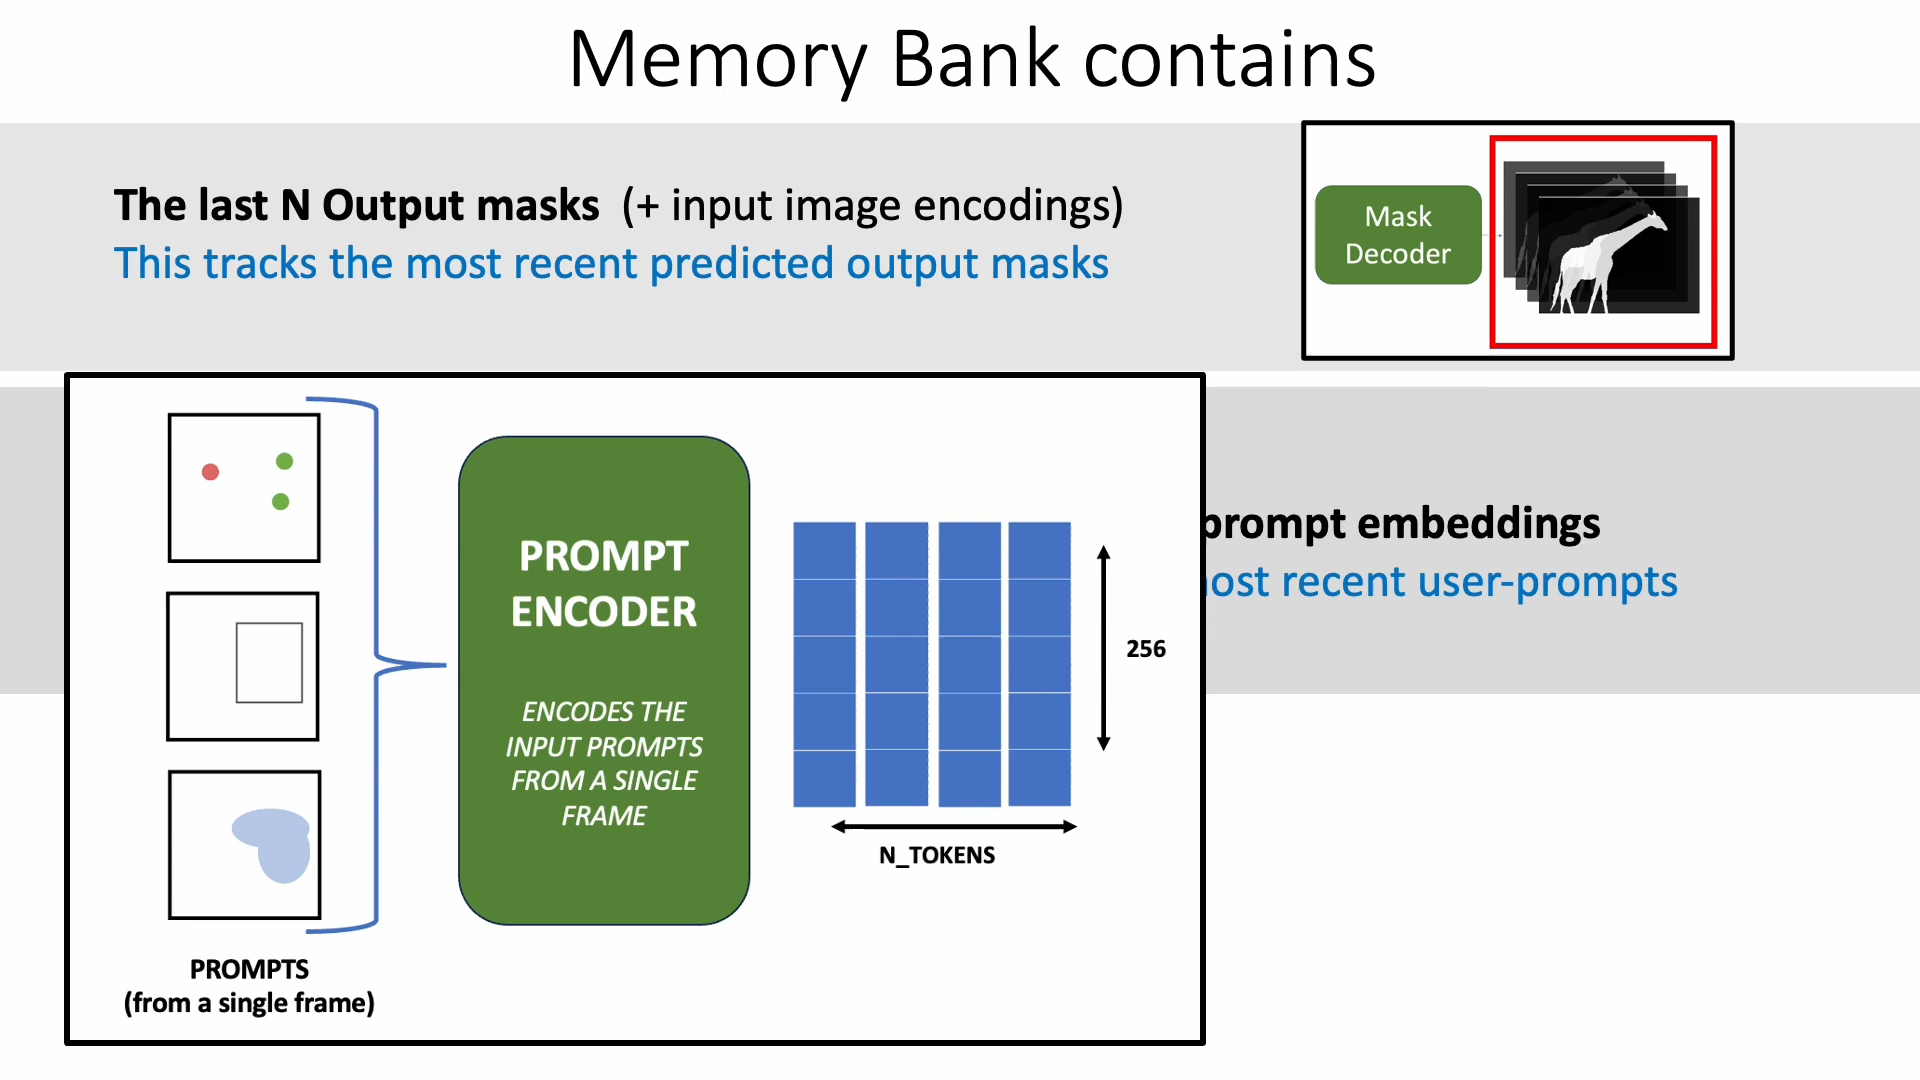 Memory Bank contains
The last N Output masks (+ input image encodings)
This tracks the most recent predicted output masks
Mask
Decoder
prompt embeddings
recent user-prompts
PROMPT
ENCODER
ENCODES THE
INPUT PROMPTS
FROM A SINGLE
FRAME
256
N_TOKENS
PROMPTS
(from a single frame)